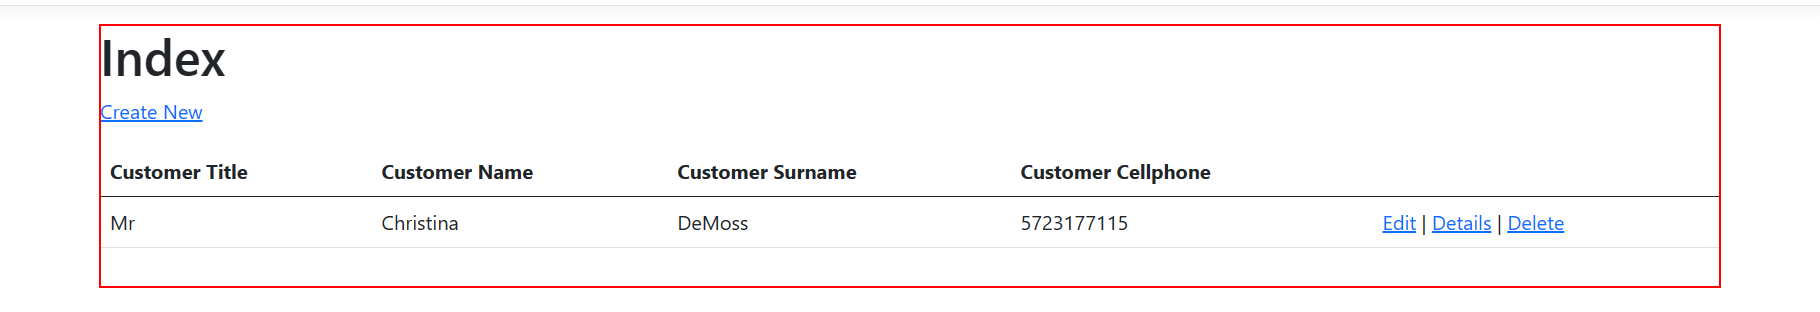 Index
Create New
Customer Title Customer Name Customer Surname Customer Cellphone
Mr Christina DeMoss 5723177115 Edit | Details | Delete